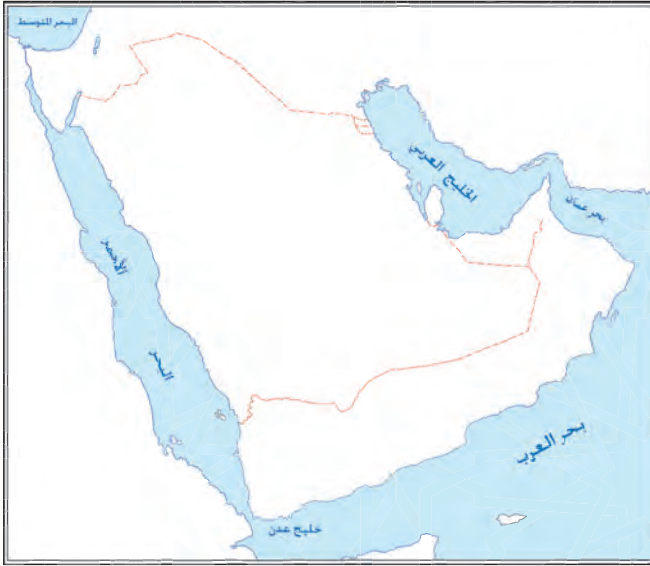 البحر المتوسط
الخليج العربي
بحر عمان
الأحمر
البحر
بحر العرب
خليج عدن